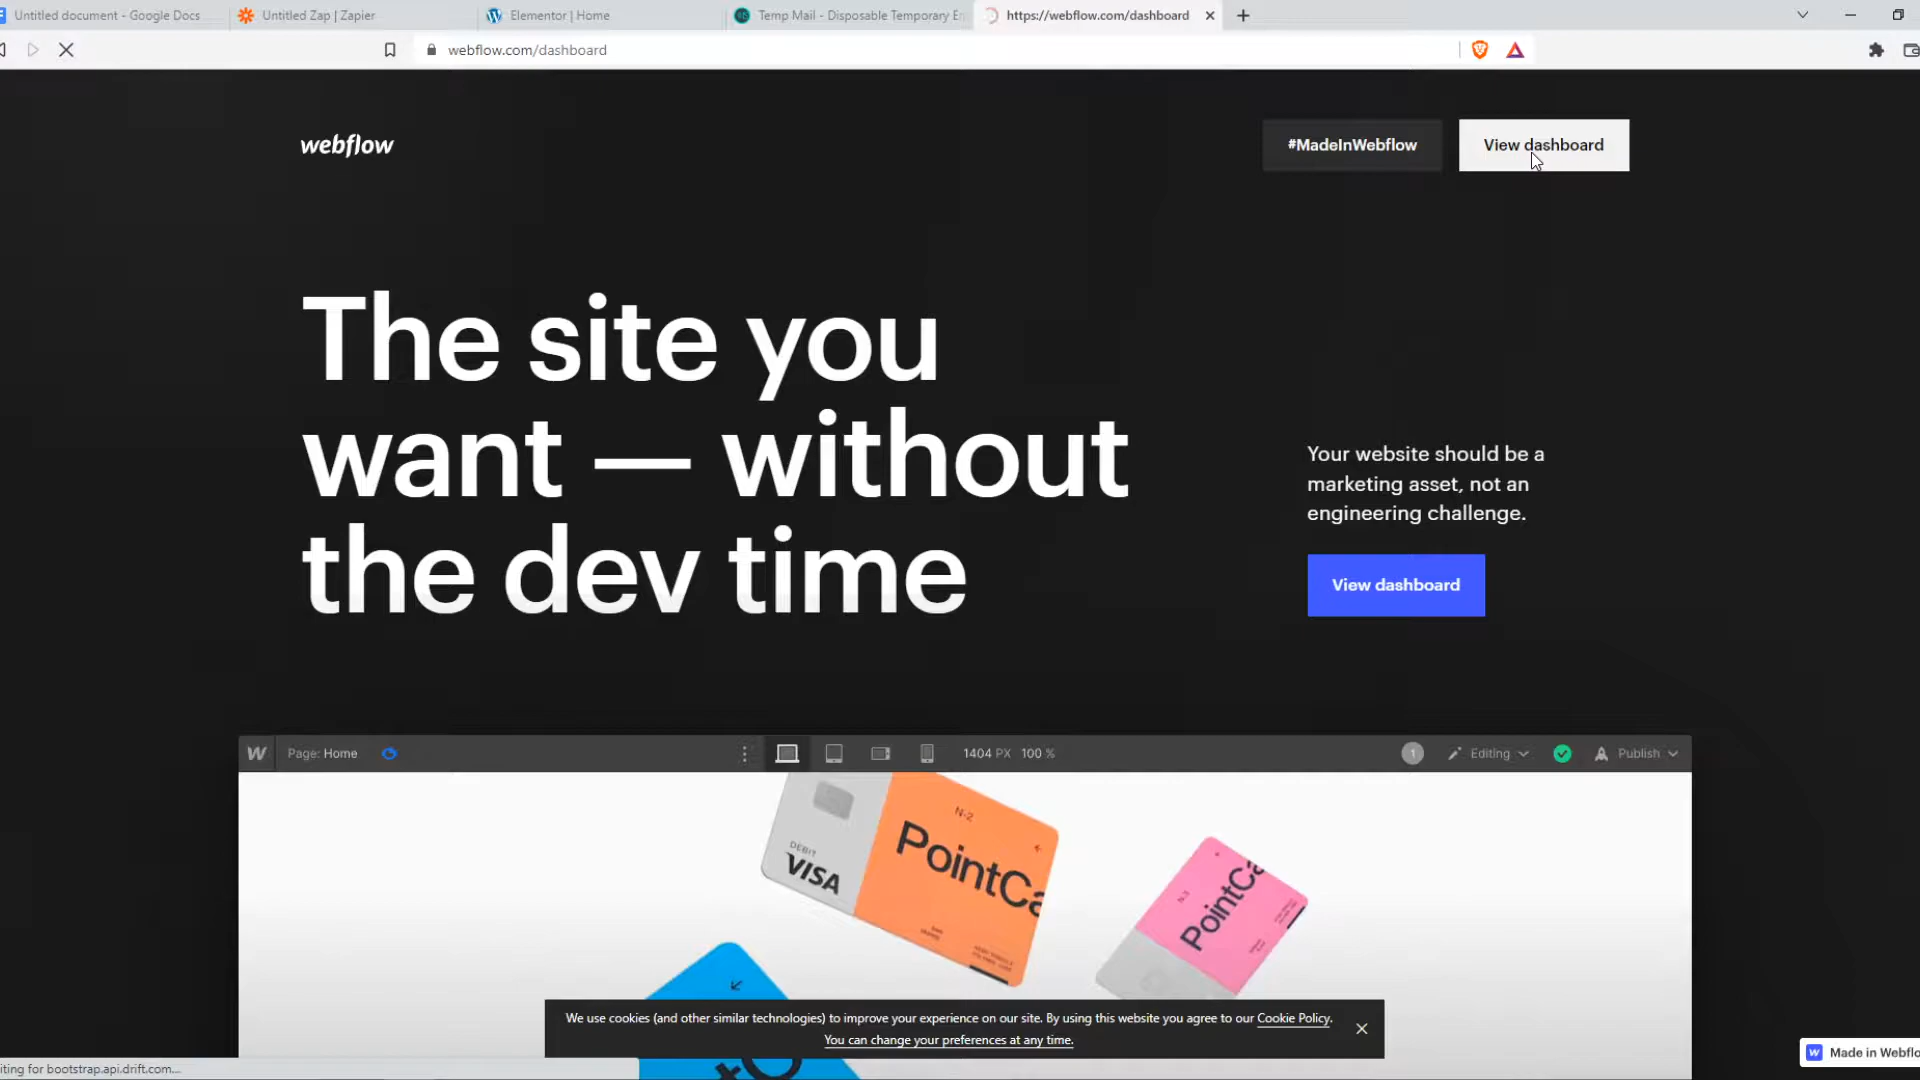 Untitled document - Google Docs
Untitled Zap | Zapier
Elementor | Home
Temp Mail - Disposable Temporary E
https://webflow.com/dashboard
webflow.com/dashboard
webflow
#MadeInWebflow
View dashboard
The site you
want — without
the dev time
Your website should be a
marketing asset, not an
engineering challenge.
View dashboard
W
Page: Home
1404 PX 100 %
1
Editing
Publish
N-2
PointCa
DEBIT
VISA
N-3
PointCa
We use cookies (and other similar technologies) to improve your experience on our site. By using this website you agree to our Cookie Policy.
You can change your preferences at any time.
Made in Webflo
iting for bootstrap.api.drift.com...